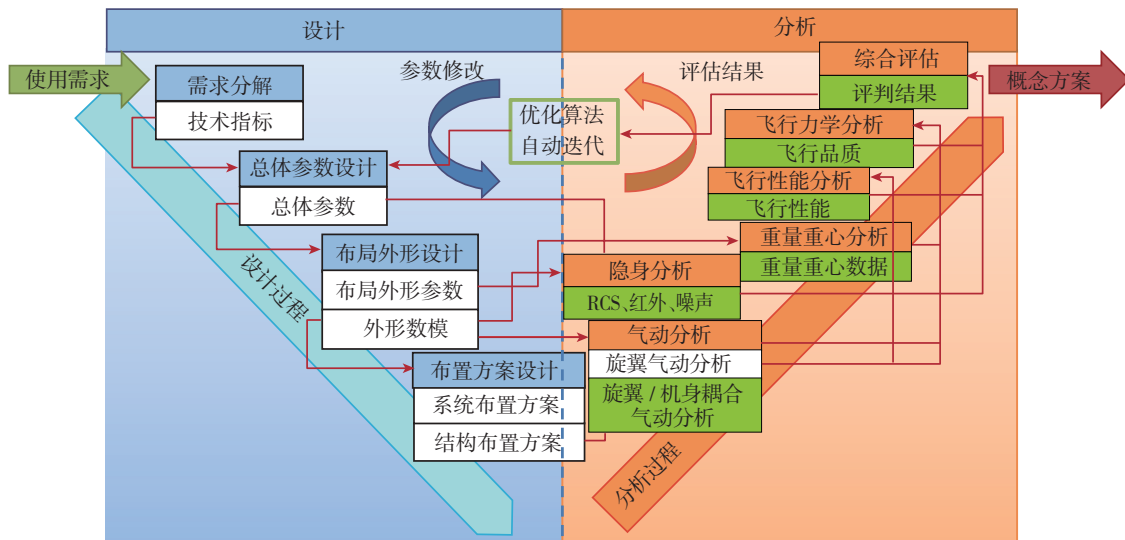 设计
分析
使用需求
需求分解
技术指标
参数修改
评估结果
综合评估
评判结果
概念方案
优化算法
自动迭代
飞行力学分析
飞行品质
总体参数设计
总体参数
飞行性能分析
飞行性能
布局外形设计
布局外形参数
外形数模
重量重心分析
重量重心数据
隐身分析
RCS、红外、噪声
设计过程
气动分析
旋翼气动分析
旋翼/机身耦合
气动分析
布置方案设计
系统布置方案
结构布置方案
分析过程